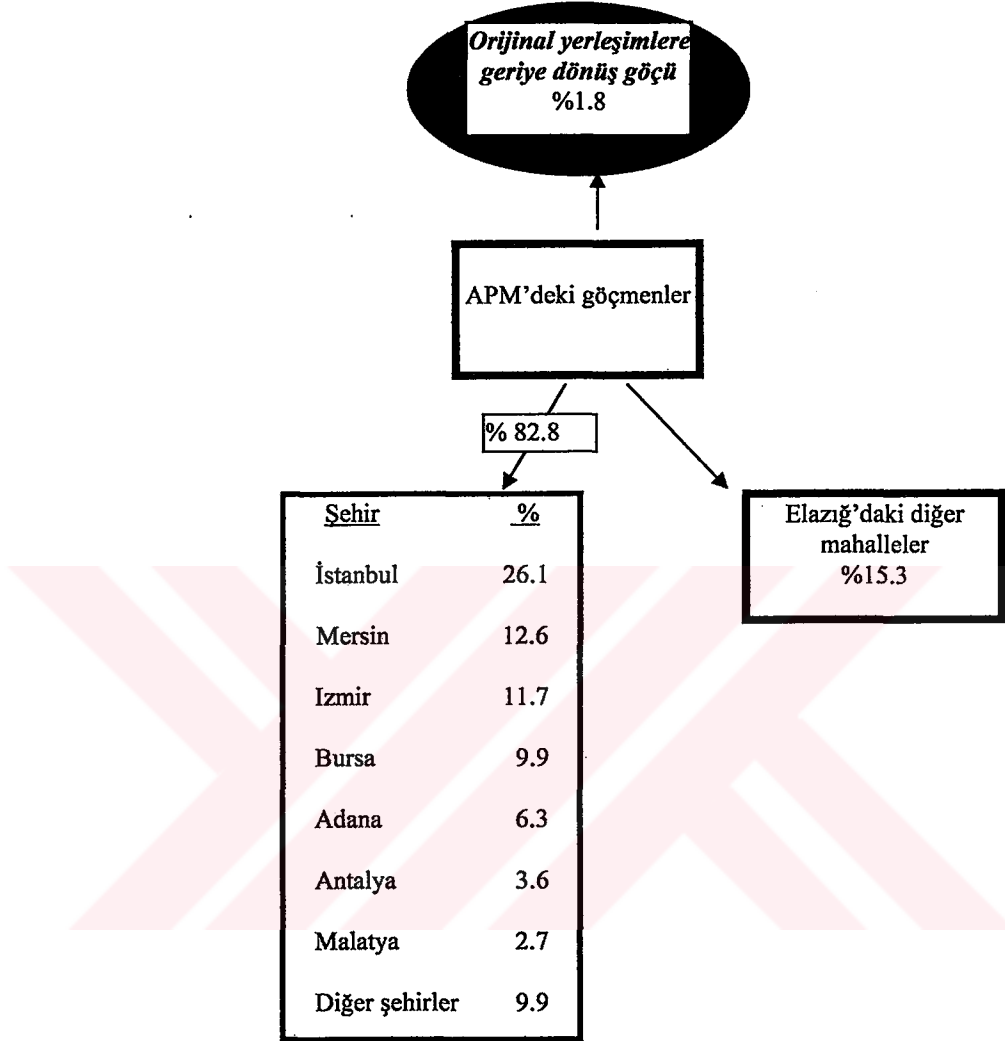 Orijinal yerleşimlere
geriye dönüş göçü
%1.8
APM'deki göçmenler
% 82.8
Şehir %
İstanbul 26.1
Mersin 12.6
Izmir 11.7
Bursa 9.9
Adana 6.3
Antalya 3.6
Malatya 2.7
Diğer şehirler 9.9
Elazığ'daki diğer
mahalleler
%15.3